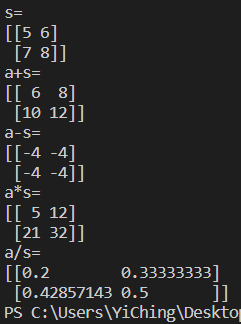 s=
[[5 6]
 [7 8]]
a+s=
[[ 6  8]
 [10 12]]
a-s=
[[-4 -4]
 [-4 -4]]
a*s=
[[ 5 12]
 [21 32]]
a/s=
[[0.2        0.33333333]
 [0.42857143 0.5       ]]
PS C:\Users\YiChing\Desktop